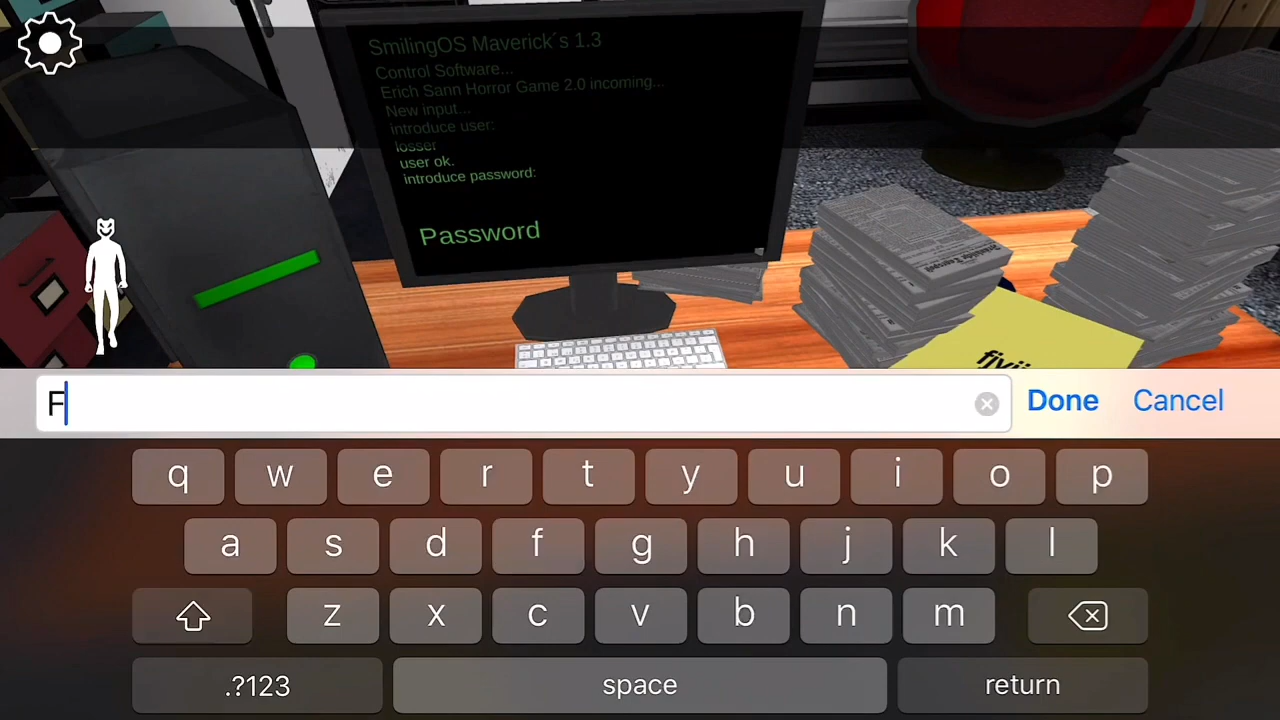 SmilingOS Maverick´s 1.3
Control Software...
Erich Sann Horror Game 2.0 incoming...
New input...
introduce user:
losser
user ok.
introduce password:
Password
F
Done Cancel
q w e r t y u i o p
a s d f g h j k l
z x c v b n m
.?123 space return